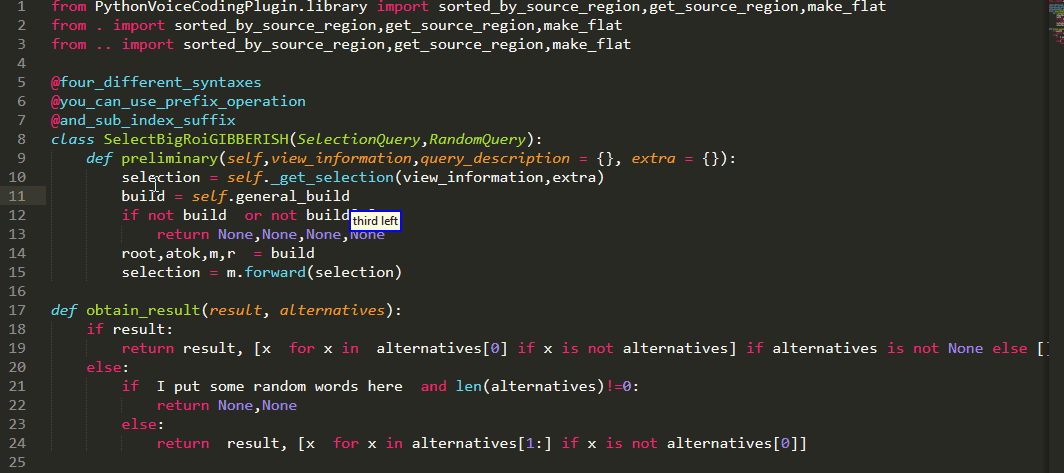 1 from PythonVoiceCodingPlugin.library import sorted_by_source_region,get_source_region,make_flat
2 from . import sorted_by_source_region,get_source_region,make_flat
3 from .. import sorted_by_source_region,get_source_region,make_flat
4
5 @four_different_syntaxes
6 @you_can_use_prefix_operation
7 @and_sub_index_suffix
8 class SelectBigRoiGIBBERISH(SelectionQuery,RandomQuery):
9 def preliminary(self,view_information,query_description = {}, extra = {}):
10 selection = self._get_selection(view_information,extra)
11 build = self.general_build
12 if not build  or not build
third left
13 return None,None,None,None
14 root,atok,m,r  = build
15 selection = m.forward(selection)
16
17 def obtain_result(result, alternatives):
18 if result:
19 return result, [x  for x in  alternatives[0] if x is not alternatives] if alternatives is not None else []
20 else:
21 if  I put some random words here  and len(alternatives)!=0:
22 return None,None
23 else:
24 return  result, [x  for x in alternatives[1:] if x is not alternatives[0]]
25